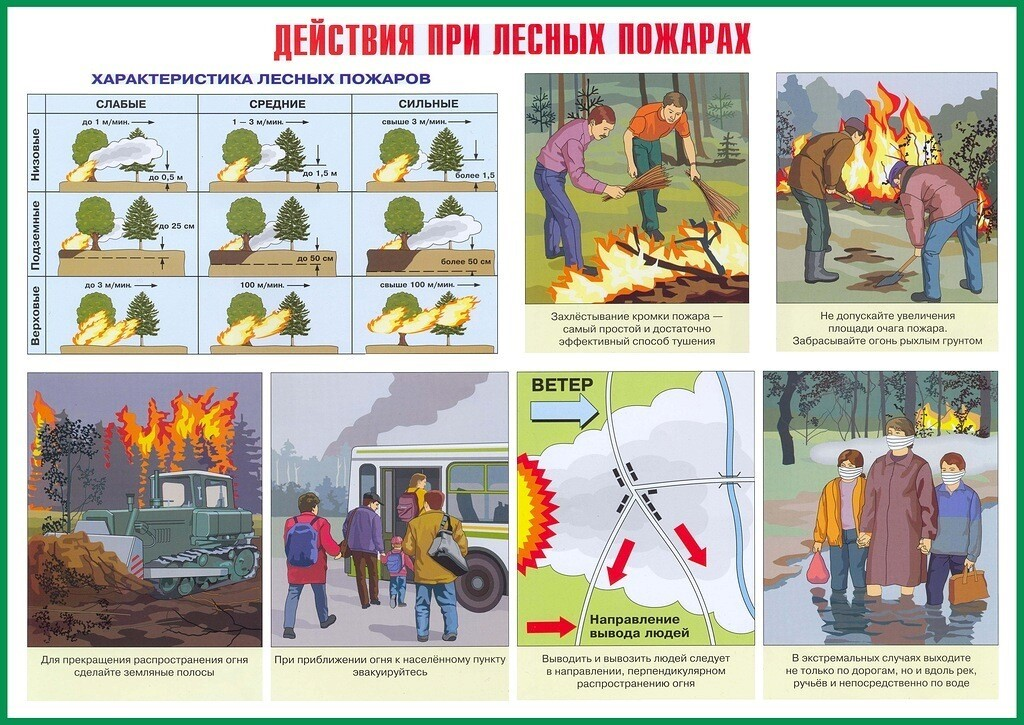 ДЕЙСТВИЯ ПРИ ЛЕСНЫХ ПОЖАРАХ
ХАРАКТЕРИСТИКА ЛЕСНЫХ ПОЖАРОВ
СЛАБЫЕ
СРЕДНИЕ
СИЛЬНЫЕ
Низовые
до 1 м/мин.
до 0,5 м
1 – 3 м/мин.
до 1,5 м
свыше 3 м/мин.
более 1,5
Подземные
до 25 см
до 50 см
более 50 см
Верховые
до 3 м/мин.
100 м/мин.
свыше 100 м/мин.
Захлёстывание кромки пожара —
самый простой и достаточно
эффективный способ тушения
Не допускайте увеличения
площади очага пожара.
Забрасывайте огонь рыхлым грунтом
Для прекращения распространения огня
сделайте земляные полосы
При приближении огня к населённому пункту
эвакуируйтесь
ВЕТЕР
Направление
вывода людей
Выводить и вывозить людей следует
в направлении, перпендикулярном
распространению огня
В экстремальных случаях выходите
не только по дорогам, но и вдоль рек,
ручьёв и непосредственно по воде